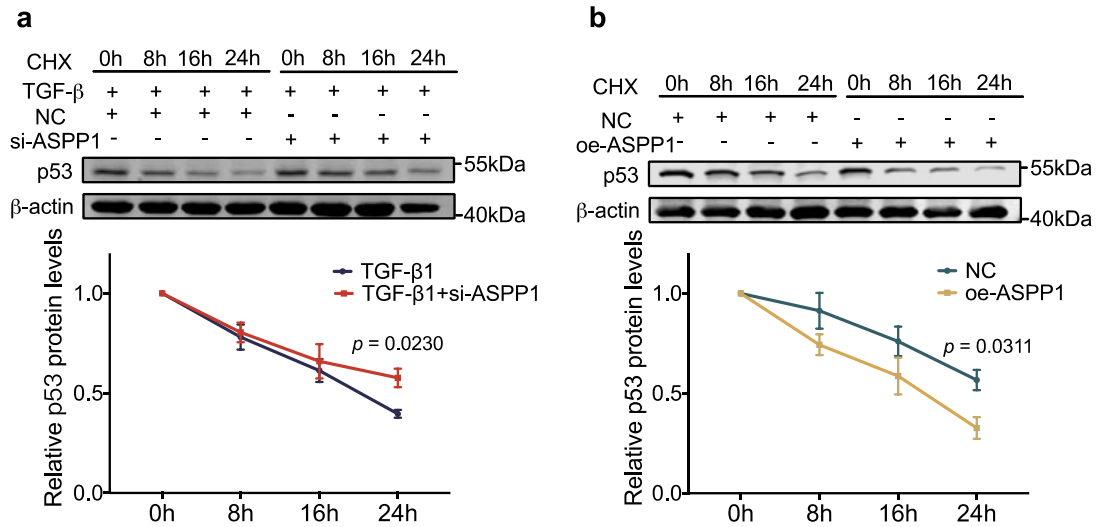 a
CHX 0h 8h 16h 24h 0h 8h 16h 24h
TGF-β + + + + + + + +
NC + + + + - - - -
si-ASPP1 - - - - + + + +
p53 55kDa
β-actin 40kDa
Relative p53 protein levels
1.0
0.5
0.0
TGF-β1
TGF-β1+si-ASPP1
p = 0.0230
0h 8h 16h 24h
b
CHX 0h 8h 16h 24h 0h 8h 16h 24h
NC + + + + - - - -
oe-ASPP1 - - - - + + + +
p53 55kDa
β-actin 40kDa
Relative p53 protein levels
1.0
0.5
0.0
NC
oe-ASPP1
p = 0.0311
0h 8h 16h 24h